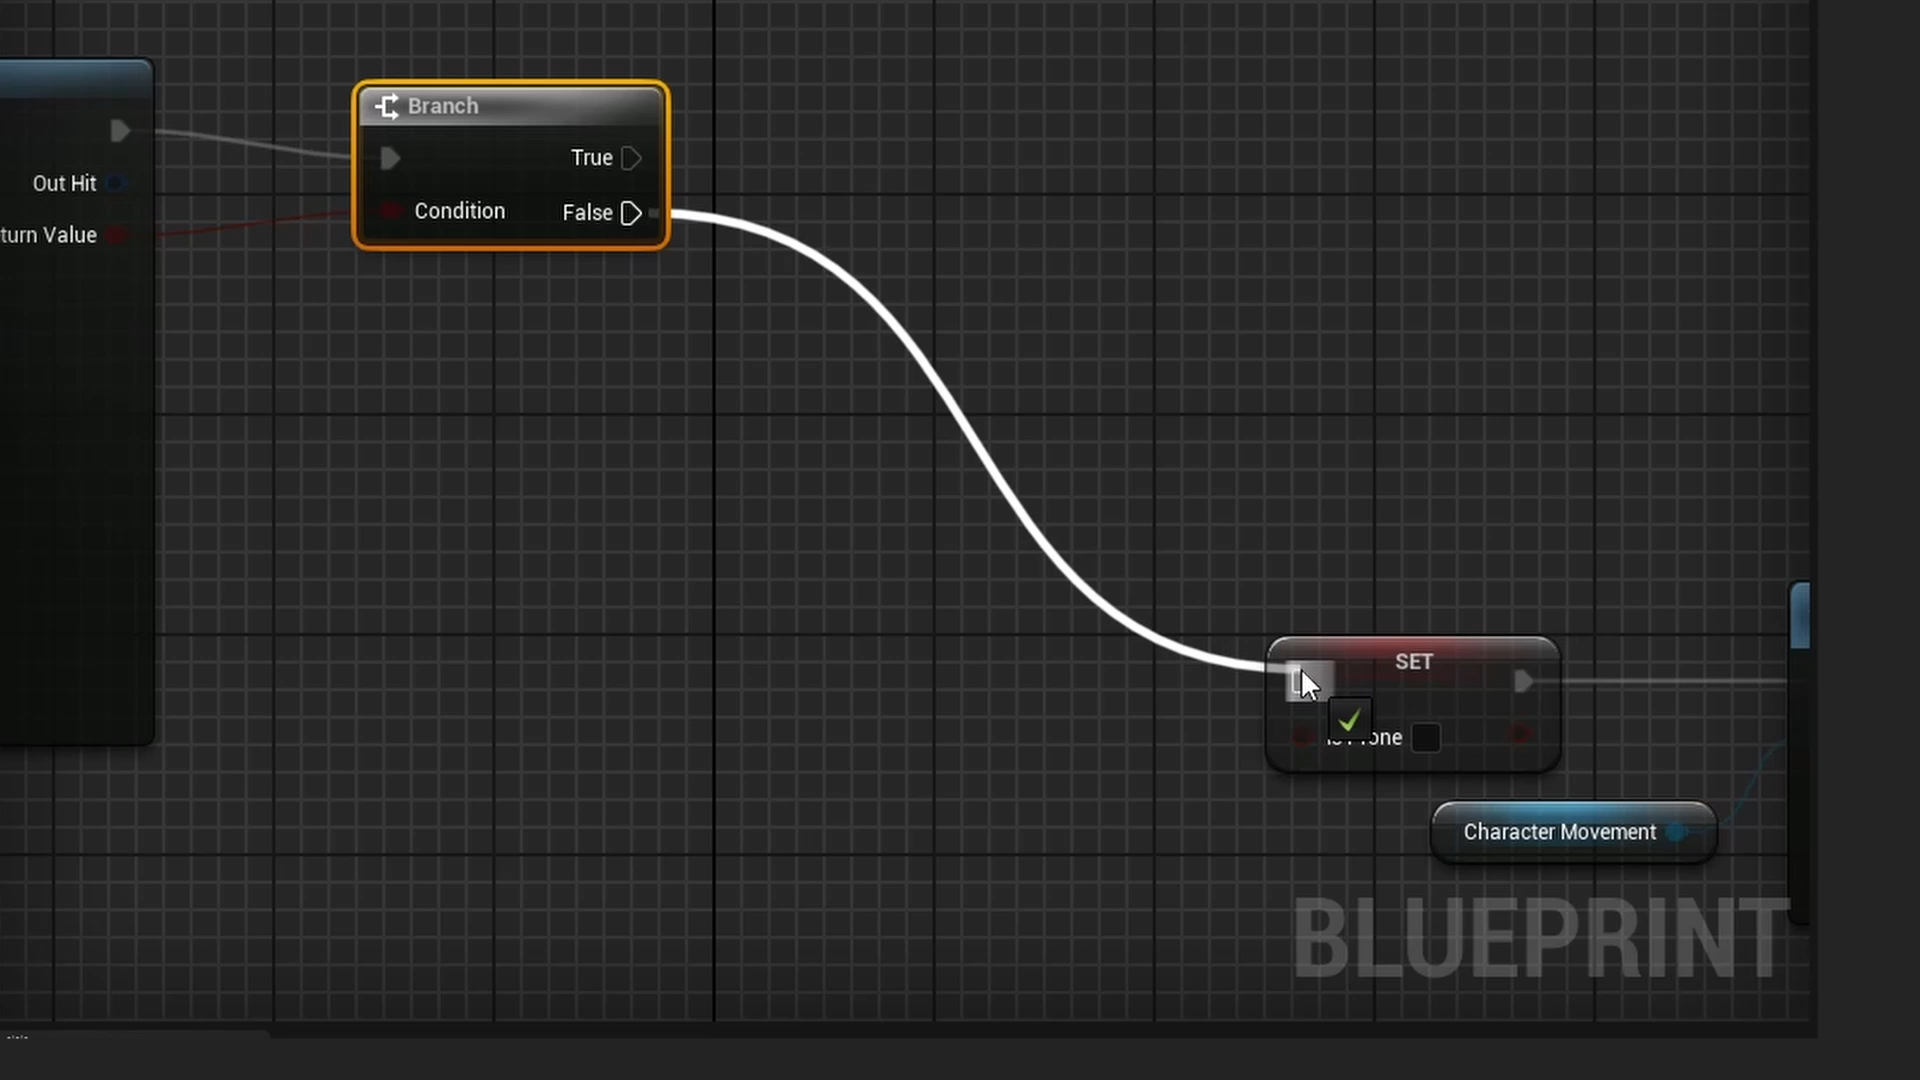 Branch
True
Out Hit
Condition
False
turn Value
SET
Character Movement
BLUEPRINT